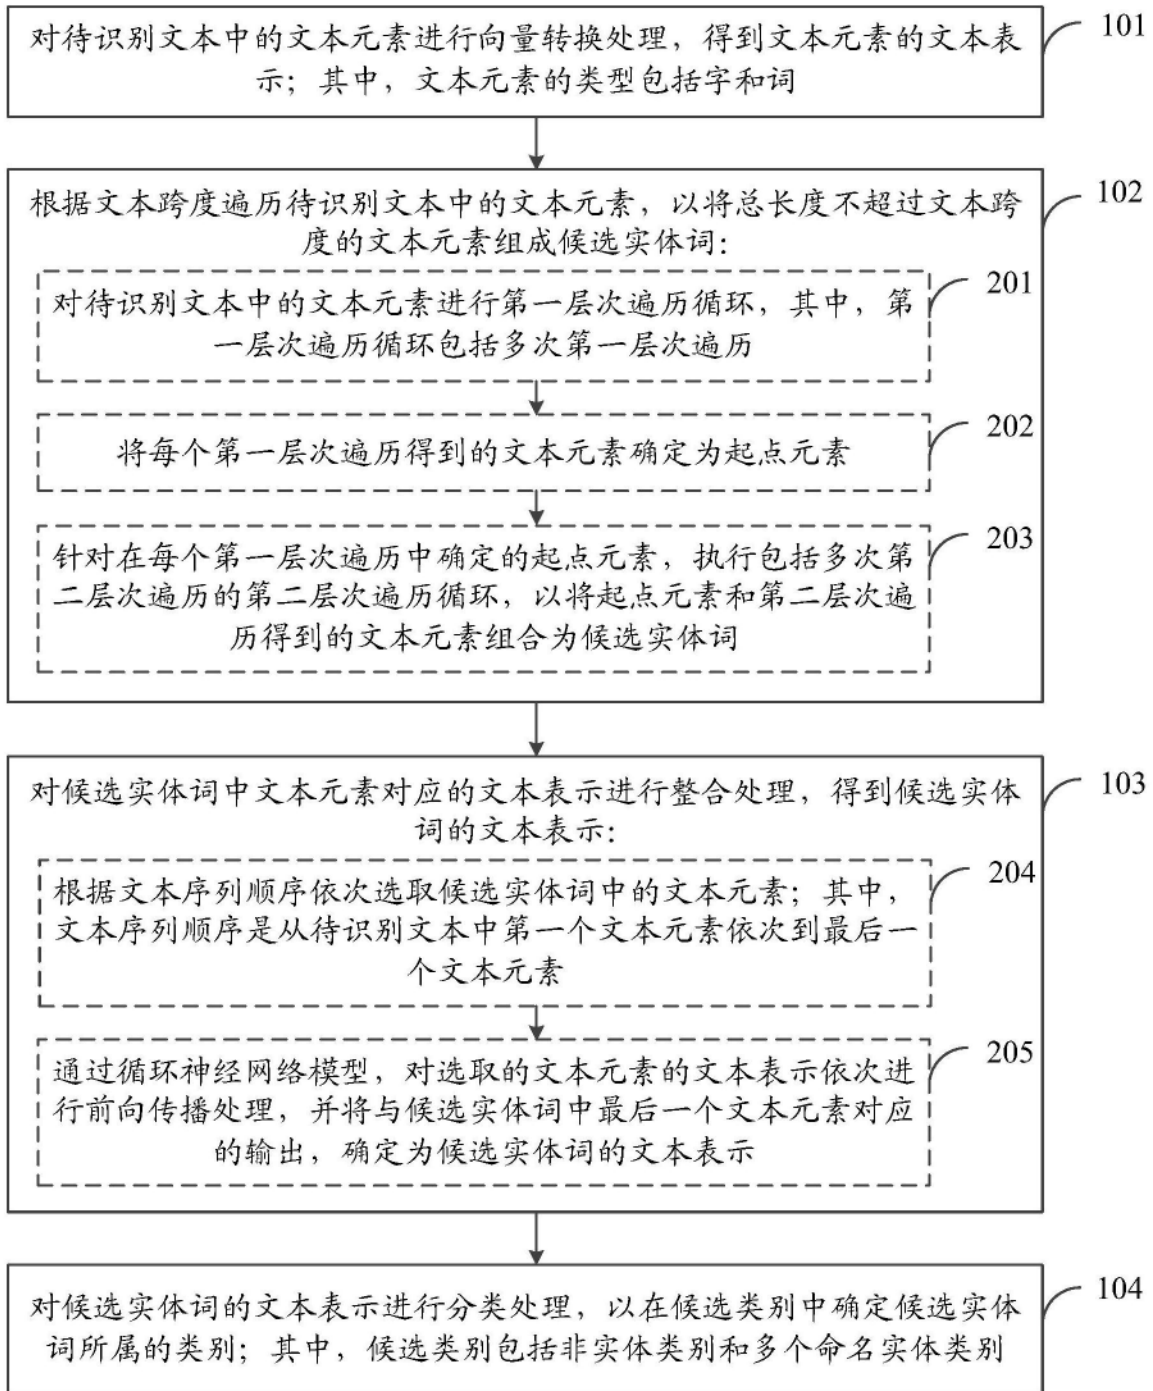 对待识别文本中的文本元素进行向量转换处理，得到文本元素的文本表
示；其中，文本元素的类型包括字和词
101
根据文本跨度遍历待识别文本中的文本元素，以将总长度不超过文本跨
度的文本元素组成候选实体词：
102
对待识别文本中的文本元素进行第一层次遍历循环，其中，第
一层次遍历循环包括多次第一层次遍历
201
将每个第一层次遍历得到的文本元素确定为起点元素
202
针对在每个第一层次遍历中确定的起点元素，执行包括多次第
二层次遍历的第二层次遍历循环，以将起点元素和第二层次遍
历得到的文本元素组合为候选实体词
203
对候选实体词中文本元素对应的文本表示进行整合处理，得到候选实体
词的文本表示：
103
根据文本序列顺序依次选取候选实体词中的文本元素；其中，
文本序列顺序是从待识别文本中第一个文本元素依次到最后一
个文本元素
204
通过循环神经网络模型，对选取的文本元素的文本表示依次进
行前向传播处理，并将与候选实体词中最后一个文本元素对应
的输出，确定为候选实体词的文本表示
205
对候选实体词的文本表示进行分类处理，以在候选类别中确定候选实体
词所属的类别；其中，候选类别包括非实体类别和多个命名实体类别
104